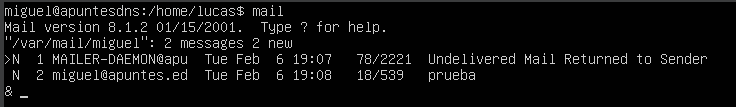 miguel@apuntesdns:/home/lucas$ mail
Mail version 8.1.2 01/15/2001.  Type ? for help.
"/var/mail/miguel": 2 messages 2 new
>N  1 MAILER-DAEMON@apu  Tue Feb  6 19:07   78/2221  Undelivered Mail Returned to Sender
 N  2 miguel@apuntes.ed  Tue Feb  6 19:08   18/539   prueba
& _